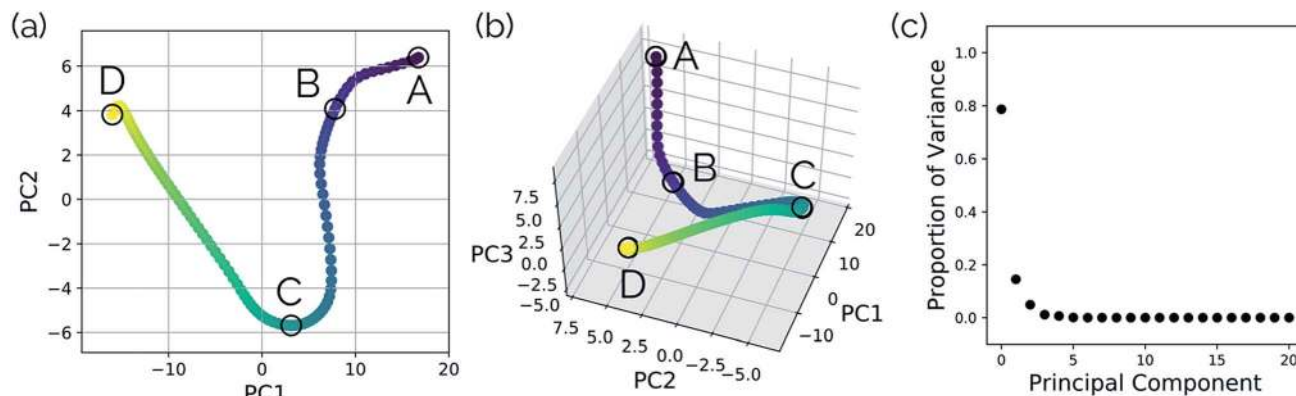 (a)
D
B
A
C
6
4
2
0
−2
−4
−6
PC2
−10
0
10
20
PC1
(b)
A
B
C
D
7.5
5.0
2.5
0.0
−2.5
−5.0
PC3
7.5
5.0
2.5
0.0
−2.5
−5.0
PC2
20
10
0
−10
PC1
(c)
1.0
0.8
0.6
0.4
0.2
0.0
Proportion of Variance
0
5
10
15
20
Principal Component